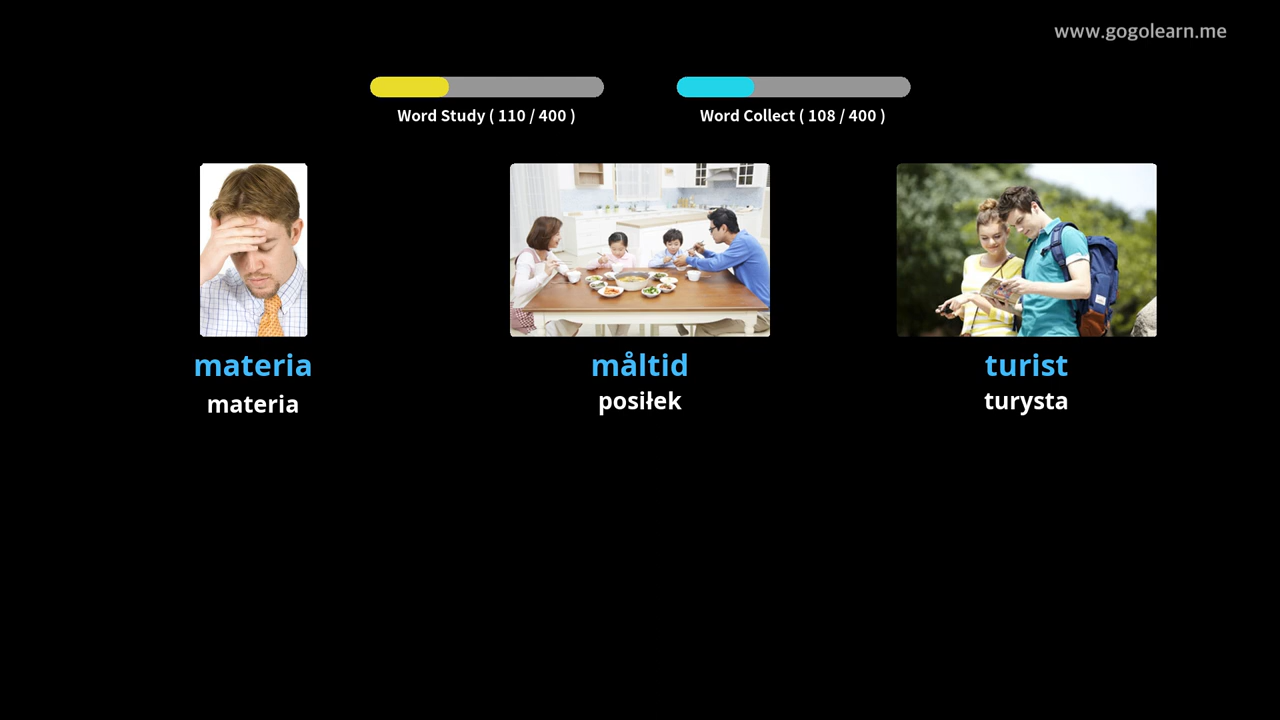 www.gogolearn.me
Word Study ( 110 / 400 )
Word Collect ( 108 / 400 )
materia
måltid
turist
materia
posiłek
turysta